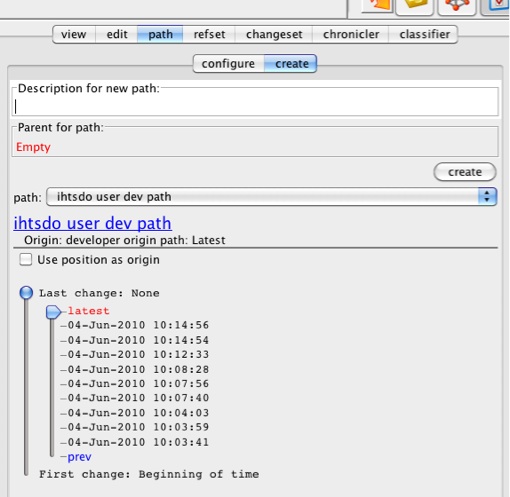 view edit path refset changeset chronicler classifier
configure create
Description for new path:
Parent for path:
Empty
create
path: ihtsdo user dev path
ihtsdo user dev path
Origin: developer origin path: Latest
Use position as origin
Last change: None
latest
04-Jun-2010 10:14:56
04-Jun-2010 10:14:54
04-Jun-2010 10:12:33
04-Jun-2010 10:08:28
04-Jun-2010 10:07:56
04-Jun-2010 10:07:40
04-Jun-2010 10:04:03
04-Jun-2010 10:03:59
04-Jun-2010 10:03:41
prev
First change: Beginning of time